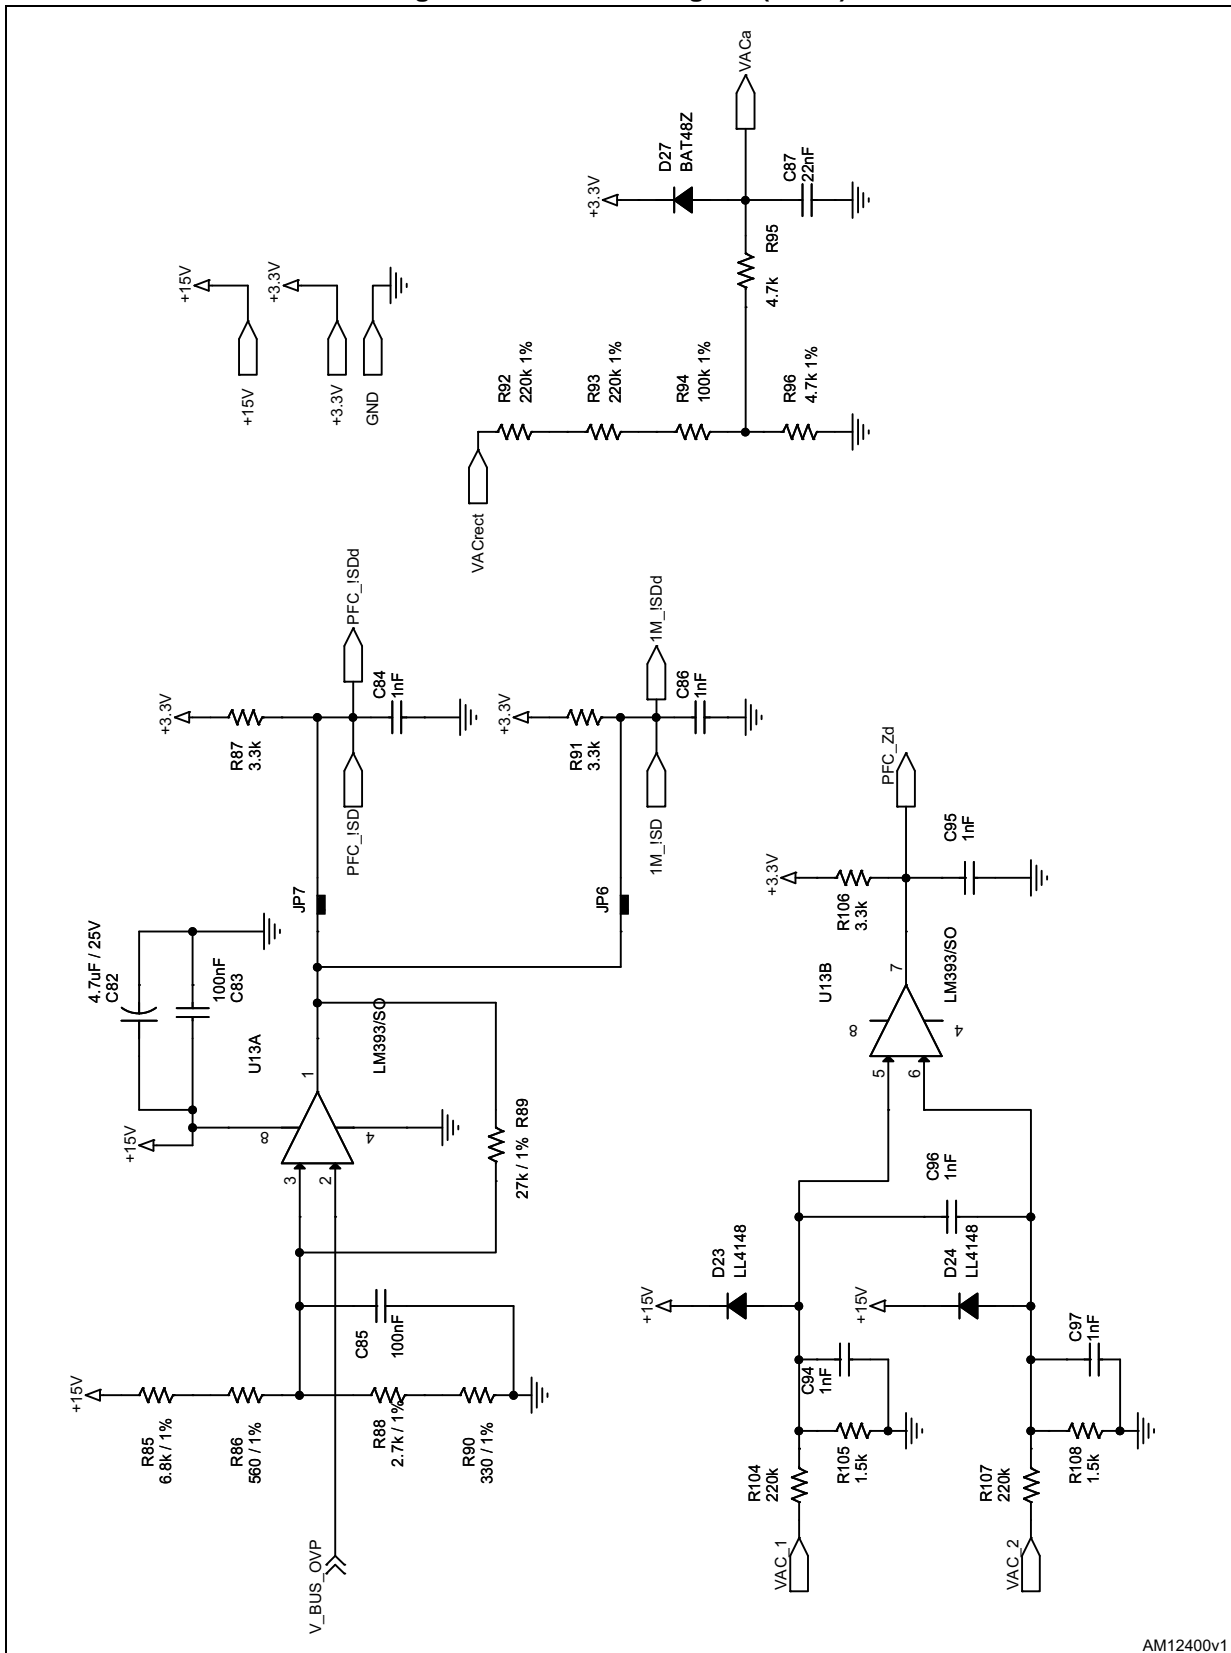 +15V
+3.3V
+15V
+3.3V
GND
VACrect
R92
220k 1%
R93
220k 1%
R94
100k 1%
R96
4.7k 1%
R95
4.7k
+3.3V
D27
BAT48Z
C87
22nF
VACa
V_BUS_OVP
+15V
R85
6.8k / 1%
R86
560 / 1%
R88
2.7k / 1%
R90
330 / 1%
C85
100nF
+15V
4.7uF / 25V
C82
100nF
C83
U13A
LM393/SO
3
2
8
4
1
27k / 1% R89
JP7
JP6
+3.3V
R87
3.3k
PFC_!SD
PFC_!SDd
C84
1nF
+3.3V
R91
3.3k
1M_!SD
1M_!SDd
C86
1nF
VAC_1
R104
220k
R105
1.5k
C94
1nF
+15V
D23
LL4148
VAC_2
R107
220k
R108
1.5k
C97
1nF
+15V
D24
LL4148
C96
1nF
5
6
8
4
7
U13B
LM393/SO
+3.3V
R106
3.3k
C95
1nF
PFC_Zd
AM12400v1